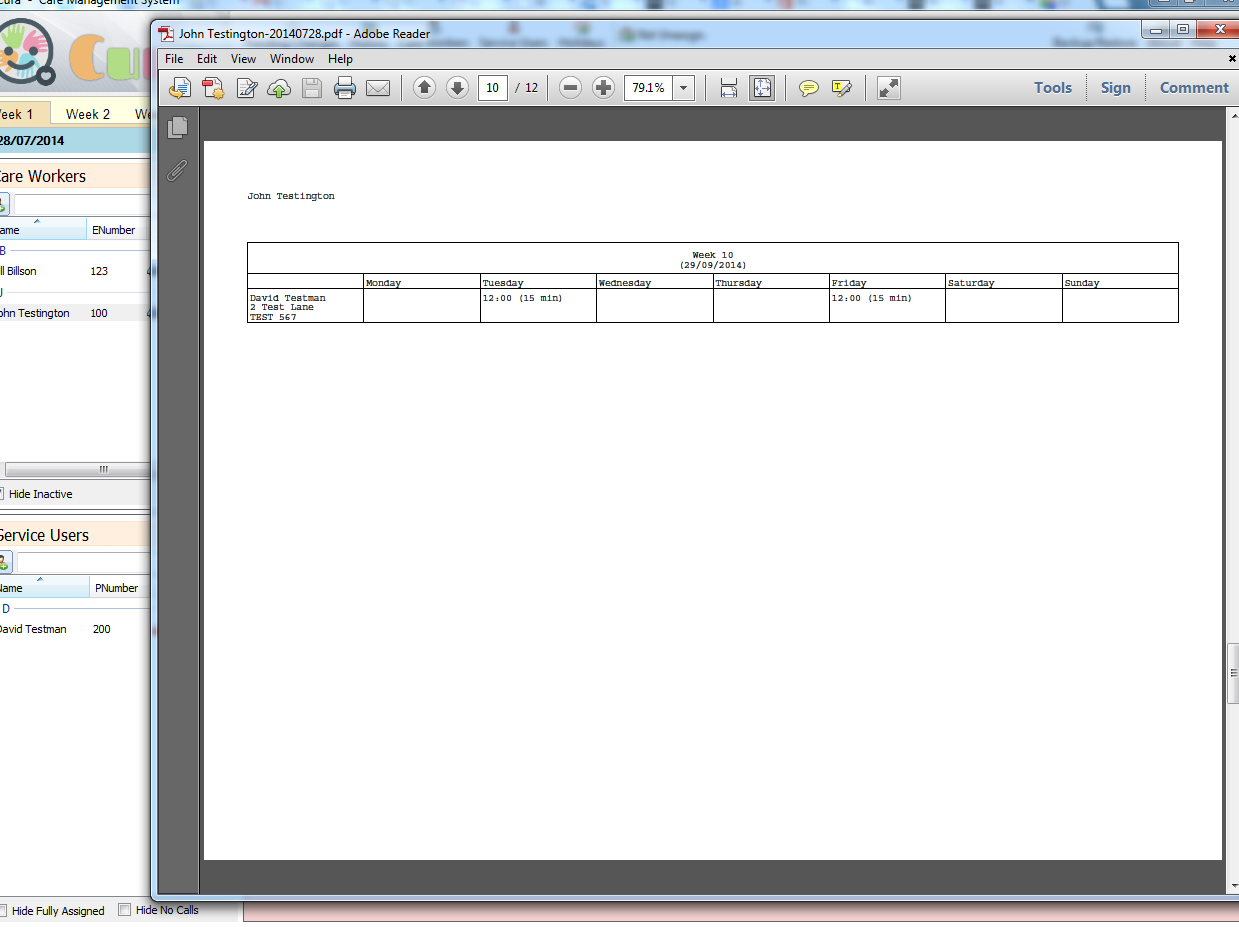 Care Management System
John Testington-20140728.pdf - Adobe Reader
File Edit View Window Help
10 / 12 79.1% Tools Sign Comment
Week 1 Week 2
28/07/2014
Care Workers
Name ENumber
B
ll Billson 123
J
John Testington 100
Hide Inactive
Service Users
Name PNumber
D
David Testman 200
Hide Fully Assigned Hide No Calls
John Testington
Week 10
(29/09/2014)
Monday Tuesday Wednesday Thursday Friday Saturday Sunday
David Testman 12:00 (15 min) 12:00 (15 min)
2 Test Lane
TEST 567